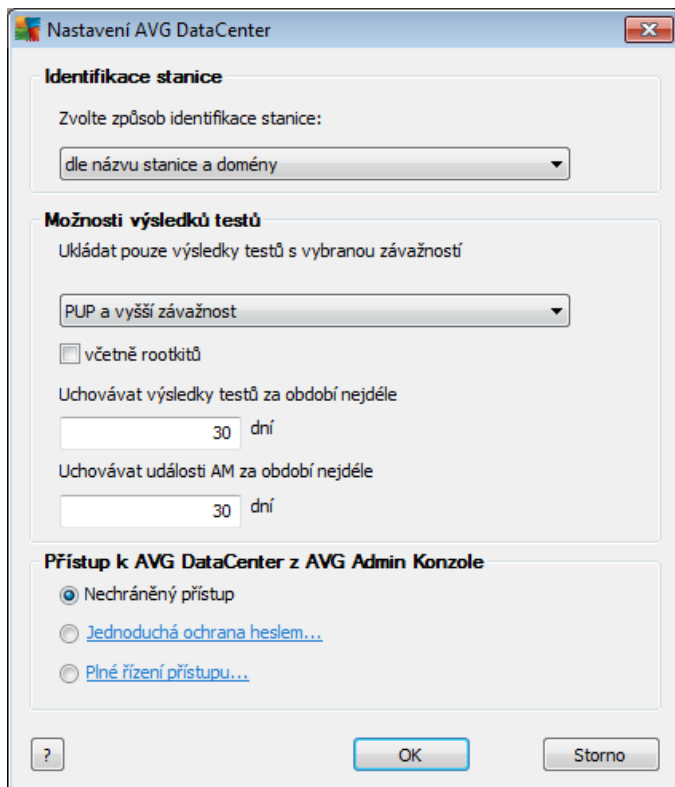 Nastavení AVG DataCenter
Identifikace stanice
Zvolte způsob identifikace stanice:
dle názvu stanice a domény
Možnosti výsledků testů
Ukládat pouze výsledky testů s vybranou závažností
PUP a vyšší závažnost
včetně rootkitů
Uchovávat výsledky testů za období nejdéle
30 dní
Uchovávat události AM za období nejdéle
30 dní
Přístup k AVG DataCenter z AVG Admin Konzole
Nechráněný přístup
Jednoduchá ochrana heslem...
Plné řízení přístupu...
? OK Storno